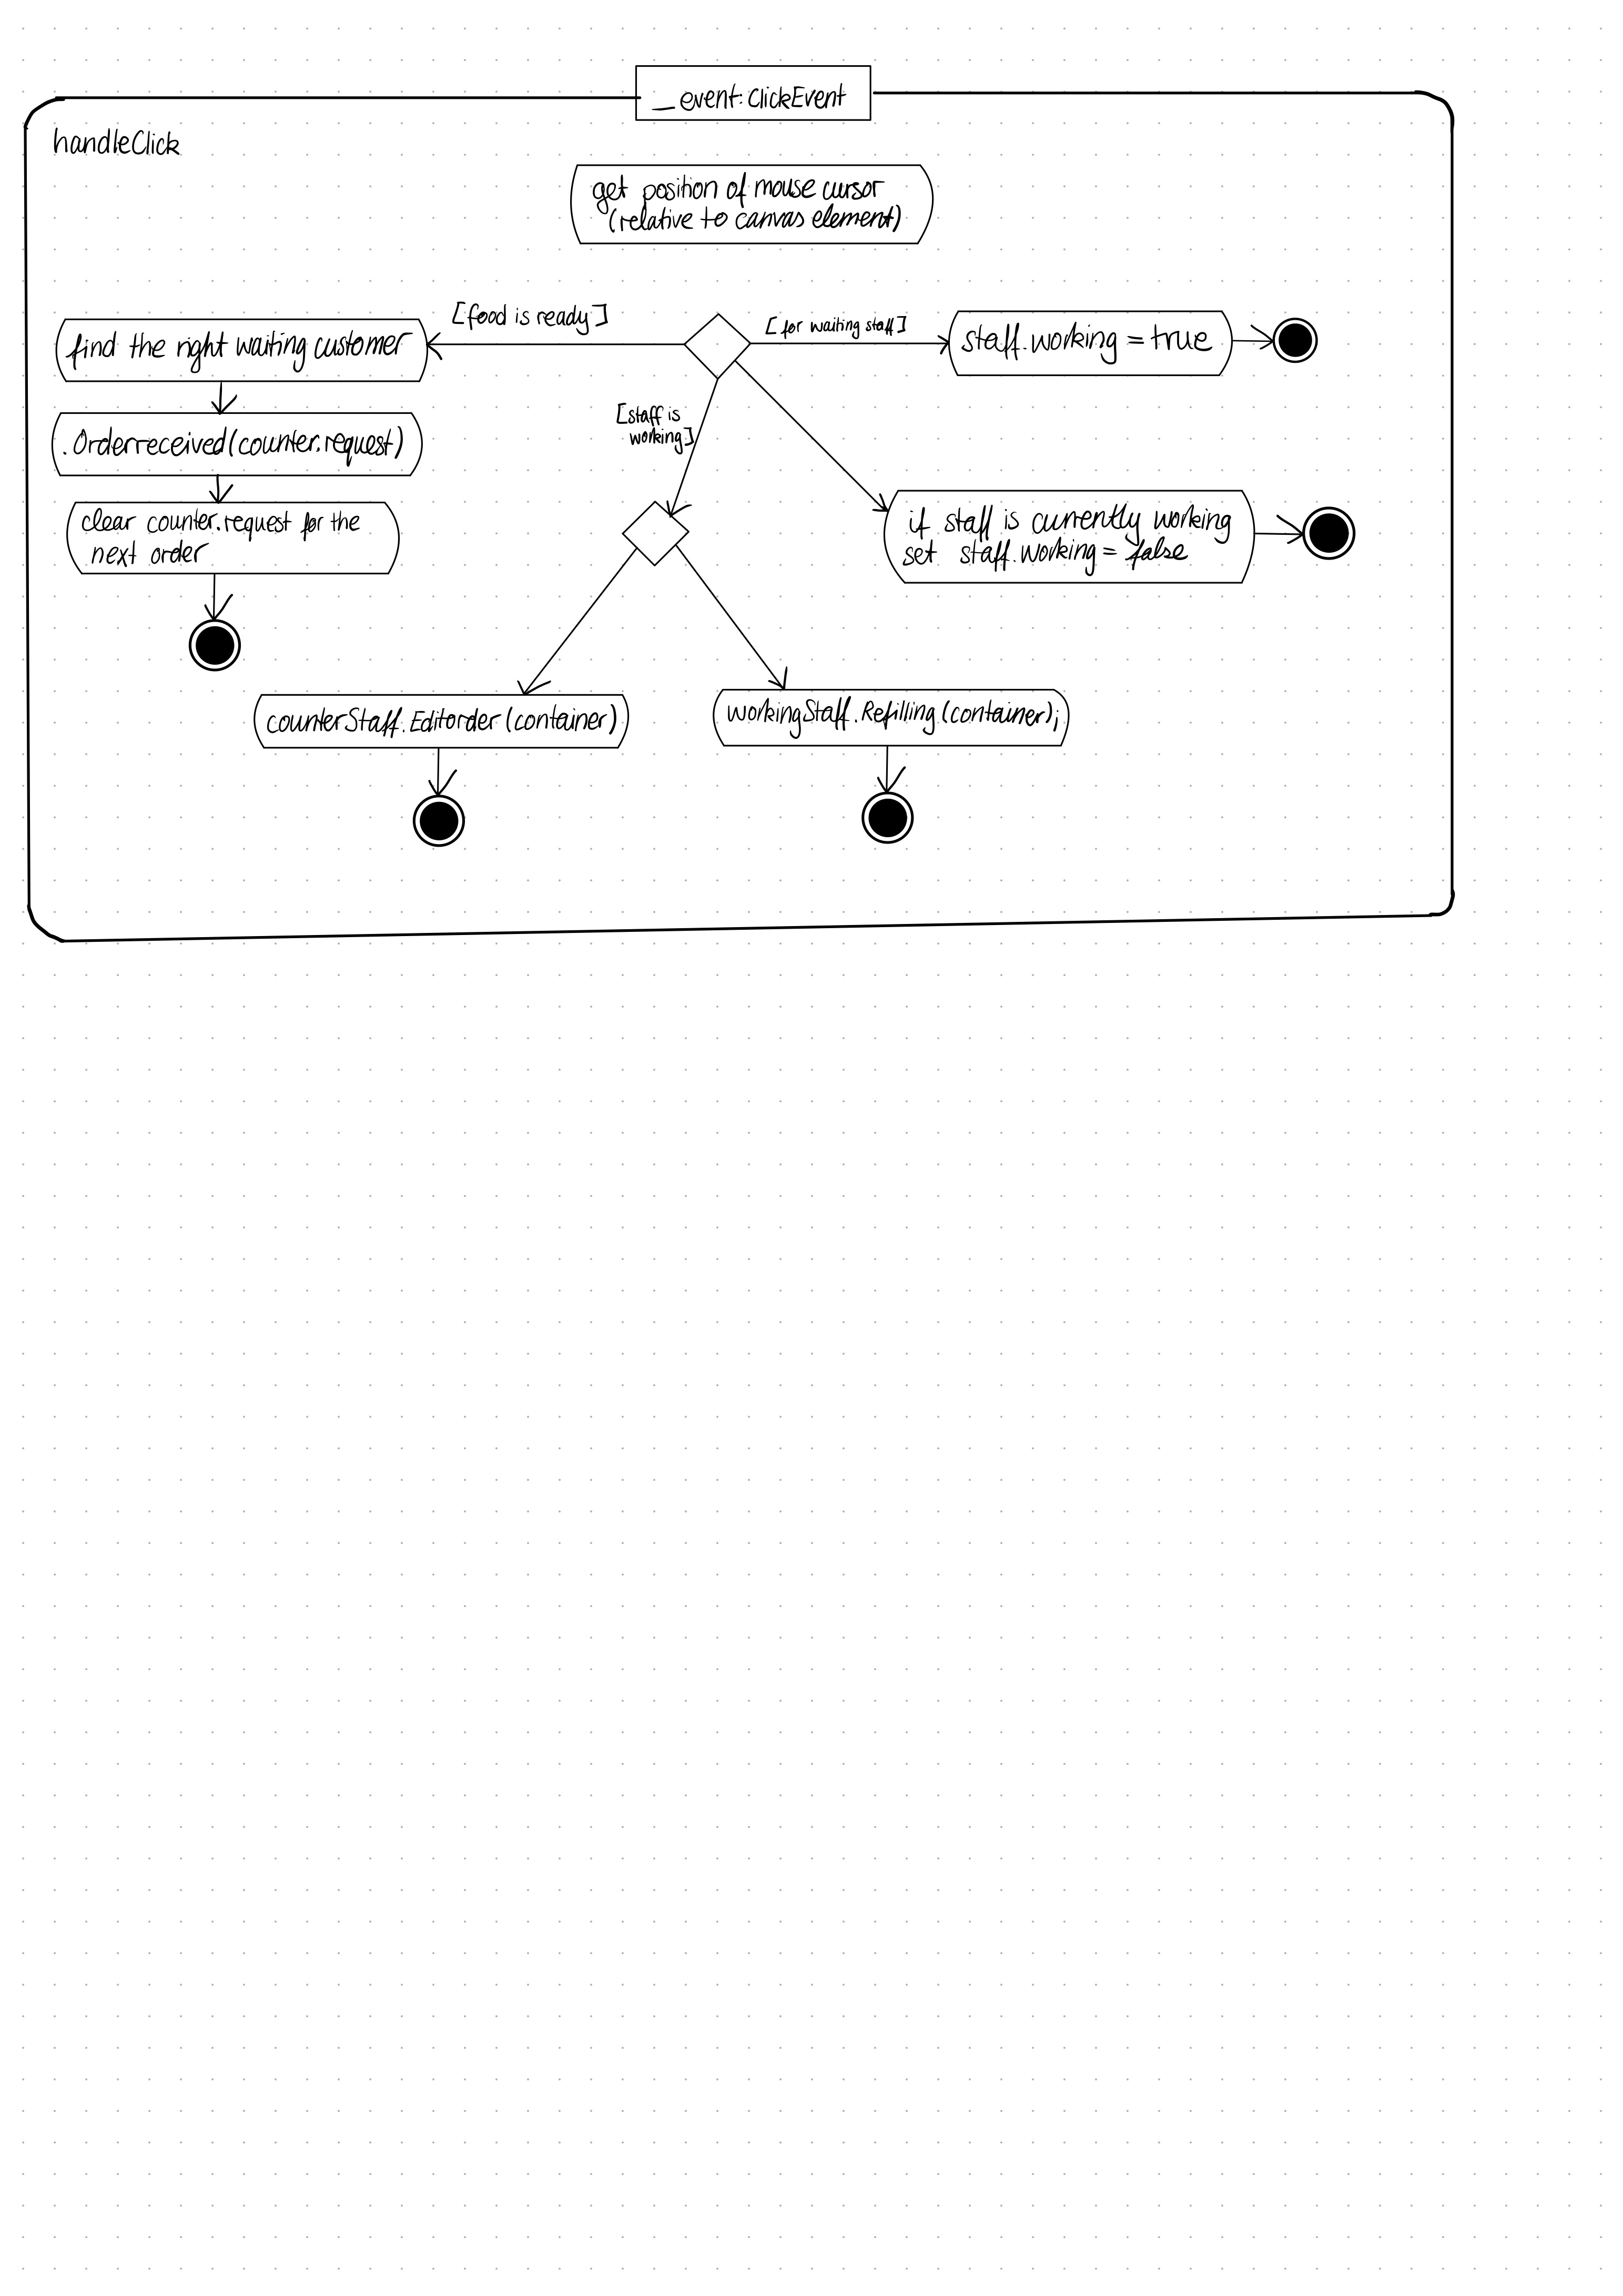 _event: ClickEvent
handleClick
get position of mouse cursor
(relative to canvas element)
[food is ready]
[for waiting staff]
find the right waiting customer
staff.working = true
[staff is
working]
.Orderreceived(counter.request)
clear counter.request for the
next order
if staff is currently working
set staff.working = false
counterStaff.Editorder (container)
workingStaff.Refilling (container);